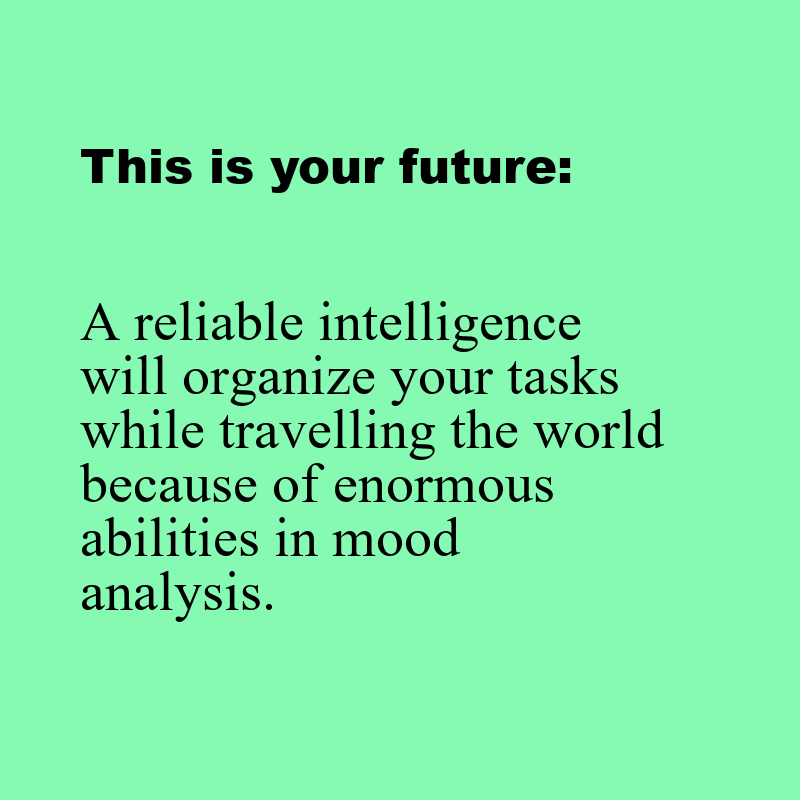 This is your future:
A reliable intelligence
will organize your tasks
while travelling the world
because of enormous
abilities in mood
analysis.